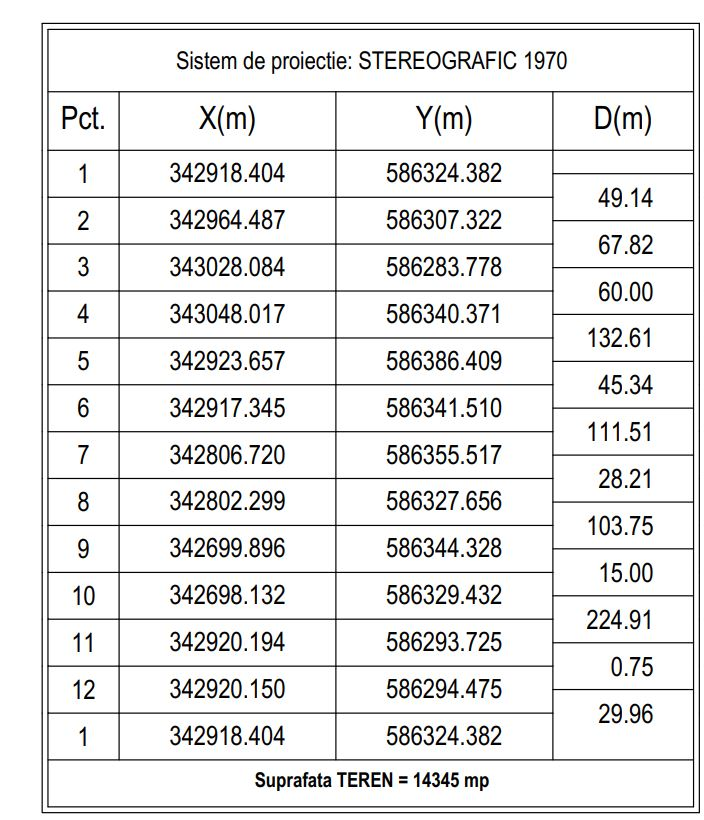 Sistem de proiectie: STEREOGRAFIC 1970
Pct. X(m) Y(m) D(m)
1 342918.404 586324.382
49.14
2 342964.487 586307.322
67.82
3 343028.084 586283.778
60.00
4 343048.017 586340.371
132.61
5 342923.657 586386.409
45.34
6 342917.345 586341.510
111.51
7 342806.720 586355.517
28.21
8 342802.299 586327.656
103.75
9 342699.896 586344.328
15.00
10 342698.132 586329.432
224.91
11 342920.194 586293.725
0.75
12 342920.150 586294.475
29.96
1 342918.404 586324.382
Suprafata TEREN = 14345 mp